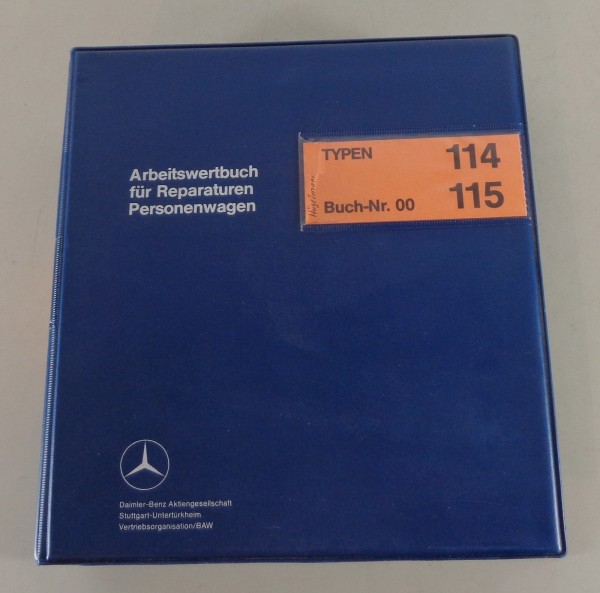 Arbeitswertbuch
für Reparaturen
Personenwagen
TYPEN 114
Buch-Nr. 00 115
Daimler-Benz Aktiengesellschaft
Stuttgart-Untertürkheim
Vertriebsorganisation/BAW